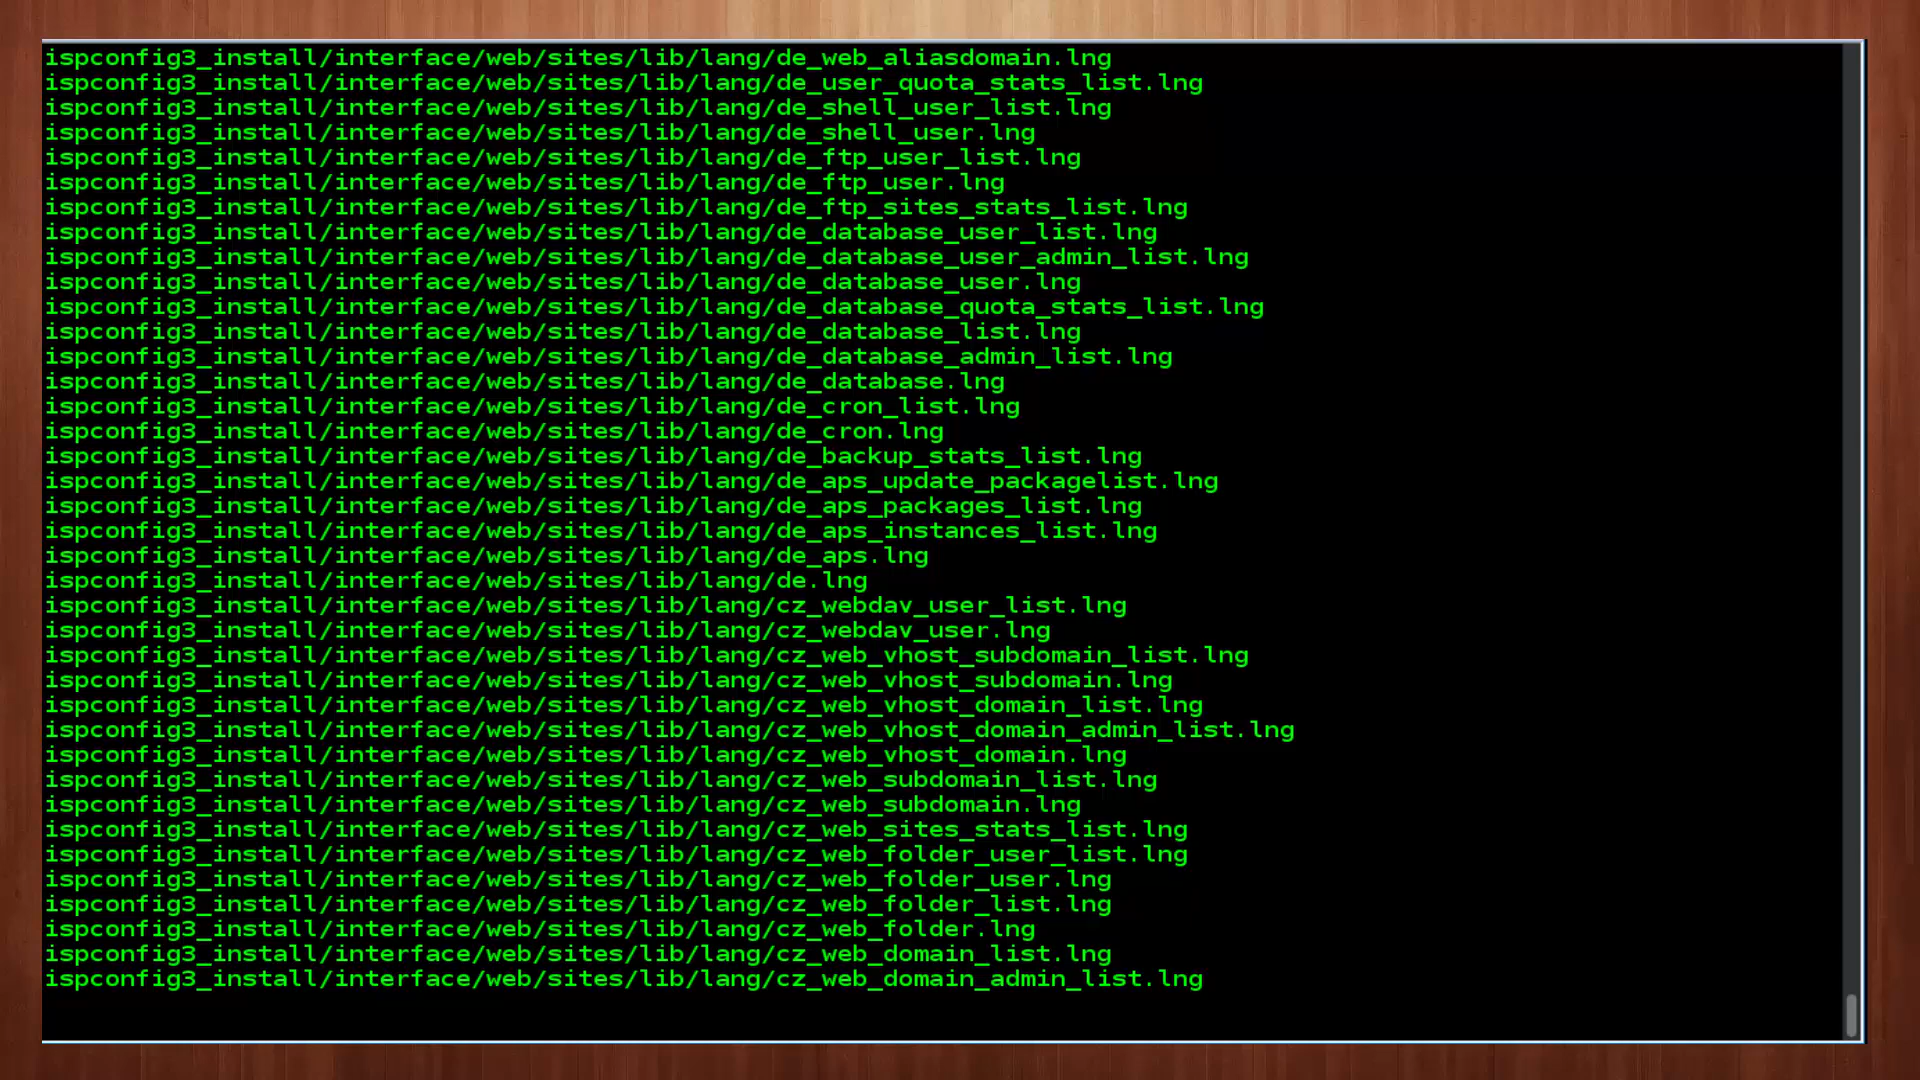 ispconfig3_install/interface/web/sites/lib/lang/de_web_aliasdomain.lng
ispconfig3_install/interface/web/sites/lib/lang/de_user_quota_stats_list.lng
ispconfig3_install/interface/web/sites/lib/lang/de_shell_user_list.lng
ispconfig3_install/interface/web/sites/lib/lang/de_shell_user.lng
ispconfig3_install/interface/web/sites/lib/lang/de_ftp_user_list.lng
ispconfig3_install/interface/web/sites/lib/lang/de_ftp_user.lng
ispconfig3_install/interface/web/sites/lib/lang/de_ftp_sites_stats_list.lng
ispconfig3_install/interface/web/sites/lib/lang/de_database_user_list.lng
ispconfig3_install/interface/web/sites/lib/lang/de_database_user_admin_list.lng
ispconfig3_install/interface/web/sites/lib/lang/de_database_user.lng
ispconfig3_install/interface/web/sites/lib/lang/de_database_quota_stats_list.lng
ispconfig3_install/interface/web/sites/lib/lang/de_database_list.lng
ispconfig3_install/interface/web/sites/lib/lang/de_database_admin_list.lng
ispconfig3_install/interface/web/sites/lib/lang/de_database.lng
ispconfig3_install/interface/web/sites/lib/lang/de_cron_list.lng
ispconfig3_install/interface/web/sites/lib/lang/de_cron.lng
ispconfig3_install/interface/web/sites/lib/lang/de_backup_stats_list.lng
ispconfig3_install/interface/web/sites/lib/lang/de_aps_update_packagelist.lng
ispconfig3_install/interface/web/sites/lib/lang/de_aps_packages_list.lng
ispconfig3_install/interface/web/sites/lib/lang/de_aps_instances_list.lng
ispconfig3_install/interface/web/sites/lib/lang/de_aps.lng
ispconfig3_install/interface/web/sites/lib/lang/de.lng
ispconfig3_install/interface/web/sites/lib/lang/cz_webdav_user_list.lng
ispconfig3_install/interface/web/sites/lib/lang/cz_webdav_user.lng
ispconfig3_install/interface/web/sites/lib/lang/cz_web_vhost_subdomain_list.lng
ispconfig3_install/interface/web/sites/lib/lang/cz_web_vhost_subdomain.lng
ispconfig3_install/interface/web/sites/lib/lang/cz_web_vhost_domain_list.lng
ispconfig3_install/interface/web/sites/lib/lang/cz_web_vhost_domain_admin_list.lng
ispconfig3_install/interface/web/sites/lib/lang/cz_web_vhost_domain.lng
ispconfig3_install/interface/web/sites/lib/lang/cz_web_subdomain_list.lng
ispconfig3_install/interface/web/sites/lib/lang/cz_web_subdomain.lng
ispconfig3_install/interface/web/sites/lib/lang/cz_web_sites_stats_list.lng
ispconfig3_install/interface/web/sites/lib/lang/cz_web_folder_user_list.lng
ispconfig3_install/interface/web/sites/lib/lang/cz_web_folder_user.lng
ispconfig3_install/interface/web/sites/lib/lang/cz_web_folder_list.lng
ispconfig3_install/interface/web/sites/lib/lang/cz_web_folder.lng
ispconfig3_install/interface/web/sites/lib/lang/cz_web_domain_list.lng
ispconfig3_install/interface/web/sites/lib/lang/cz_web_domain_admin_list.lng